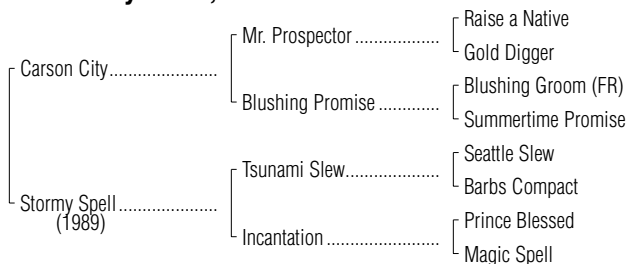 Raise a Native
Mr. Prospector ....................
Gold Digger
Carson City.........................
Blushing Groom (FR)
Blushing Promise ..............
Summertime Promise
Seattle Slew
Tsunami Slew......................
Barbs Compact
Stormy Spell .......................
(1989)
Prince Blessed
Incantation ..........................
Magic Spell